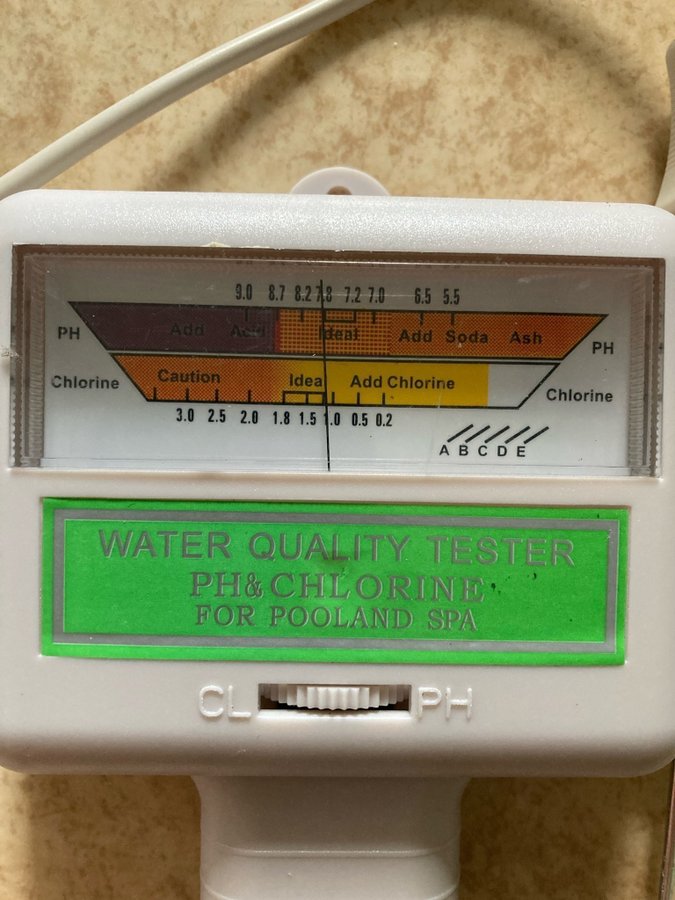 9.0 8.7 8.2 7.8 7.2 7.0 6.5 5.5
PH Add Acid Ideal Add Soda Ash PH
Chlorine Caution Idea Add Chlorine Chlorine
3.0 2.5 2.0 1.8 1.5 1.0 0.5 0.2
A B C D E
WATER QUALITY TESTER
PH&CHLORINE
FOR POOLAND SPA
CL PH